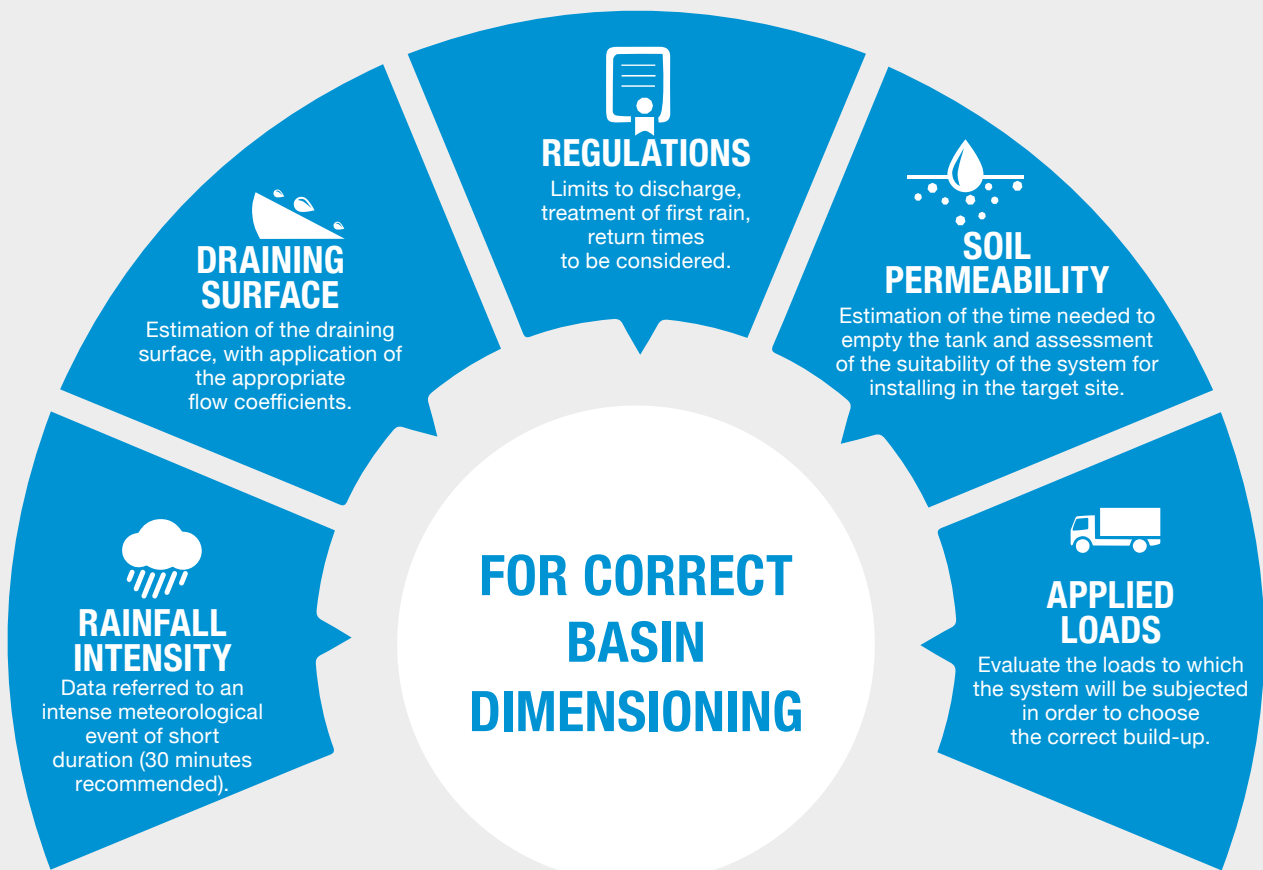 RAINFALL
INTENSITY
Data referred to an
intense meteorological
event of short
duration (30 minutes
recommended).
DRAINING
SURFACE
Estimation of the draining
surface, with application of
the appropriate
flow coefficients.
REGULATIONS
Limits to discharge,
treatment of first rain,
return times
to be considered.
SOIL
PERMEABILITY
Estimation of the time needed to
empty the tank and assessment
of the suitability of the system for
installing in the target site.
APPLIED
LOADS
Evaluate the loads to which
the system will be subjected
in order to choose
the correct build-up.
FOR CORRECT
BASIN
DIMENSIONING